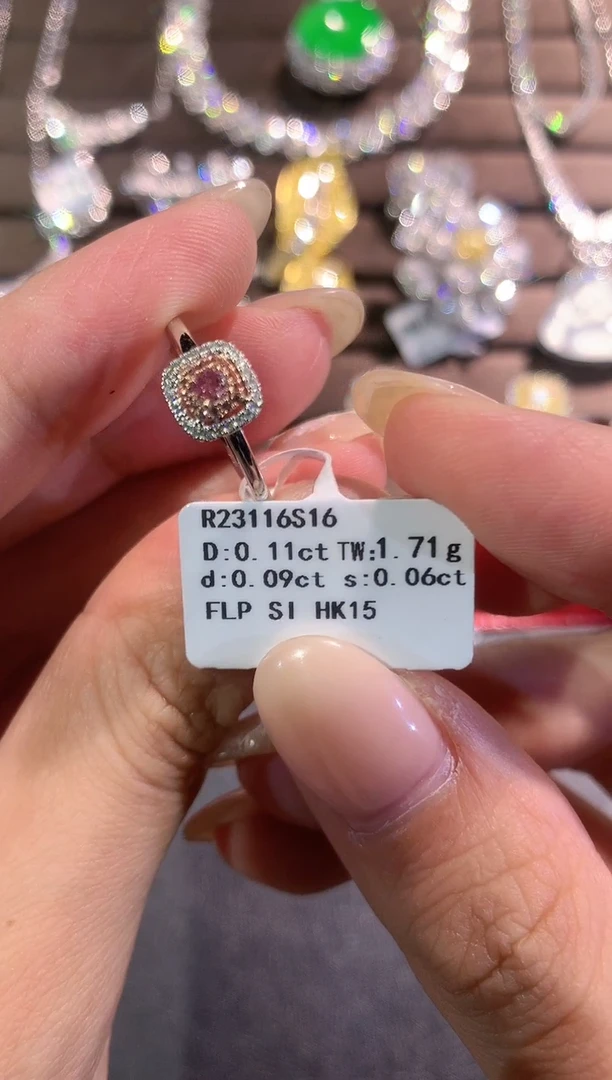 R23116S16
D:0.11ct TW:1.71g
d:0.09ct s:0.06ct
FLP SI HK15